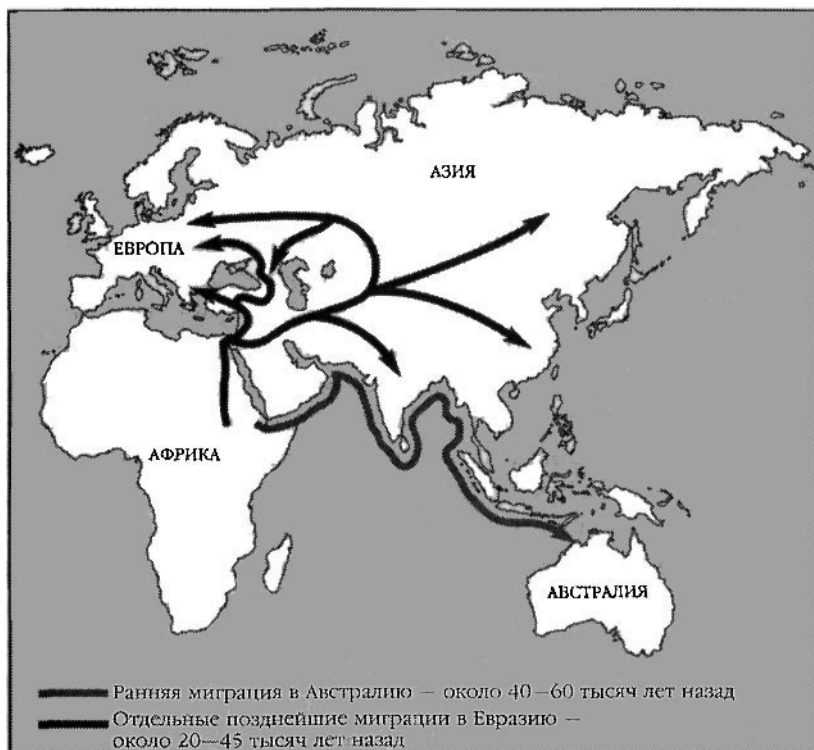 АЗИЯ
ЕВРОПА
АФРИКА
АВСТРАЛИЯ
Ранняя миграция в Австралию — около 40—60 тысяч лет назад
Отдельные позднейшие миграции в Евразию —
около 20—45 тысяч лет назад